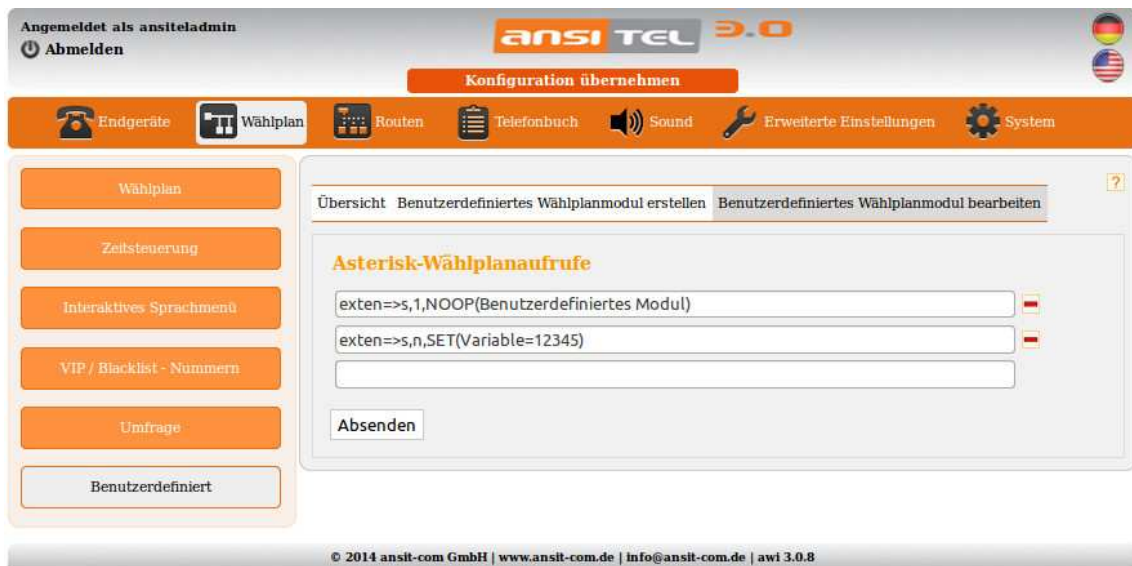 Angemeldet als ansiteladmin
Abmelden
ansi TEL 3.0
Konfiguration übernehmen
Endgeräte Wählplan Routen Telefonbuch Sound Erweiterte Einstellungen System
Wählplan
Zeitsteuerung
Interaktives Sprachmenü
VIP / Blacklist - Nummern
Umfrage
Benutzerdefiniert
?
Übersicht Benutzerdefiniertes Wählplanmodul erstellen Benutzerdefiniertes Wählplanmodul bearbeiten
Asterisk-Wählplanaufrufe
exten=>s,1,NOOP(Benutzerdefiniertes Modul)
exten=>s,n,SET(Variable=12345)
Absenden
© 2014 ansit-com GmbH | www.ansit-com.de | info@ansit-com.de | awi 3.0.8